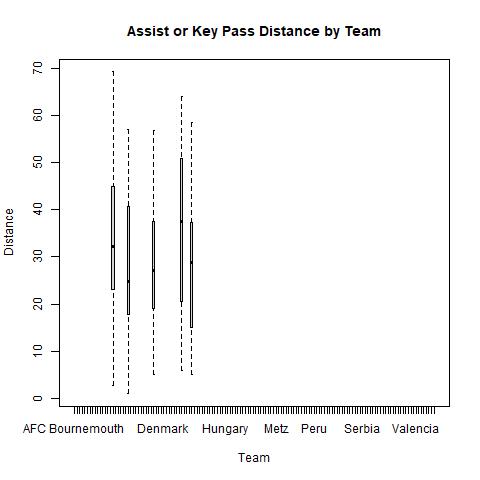 Assist or Key Pass Distance by Team
70
60
50
40
30
20
10
0
Distance
AFC Bournemouth Denmark Hungary Metz Peru Serbia Valencia
Team